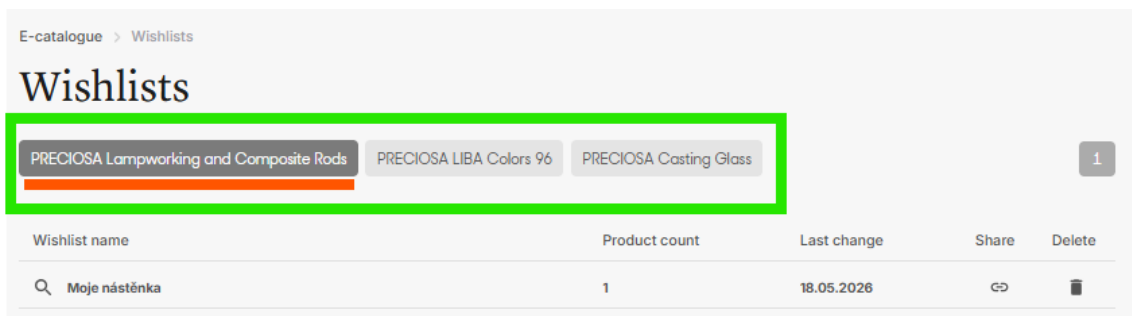 E-catalogue > Wishlists
Wishlists
PRECIOSA Lampworking and Composite Rods PRECIOSA LIBA Colors 96 PRECIOSA Casting Glass 1
Wishlist name Product count Last change Share Delete
Moje nástěnka 1 18.05.2026